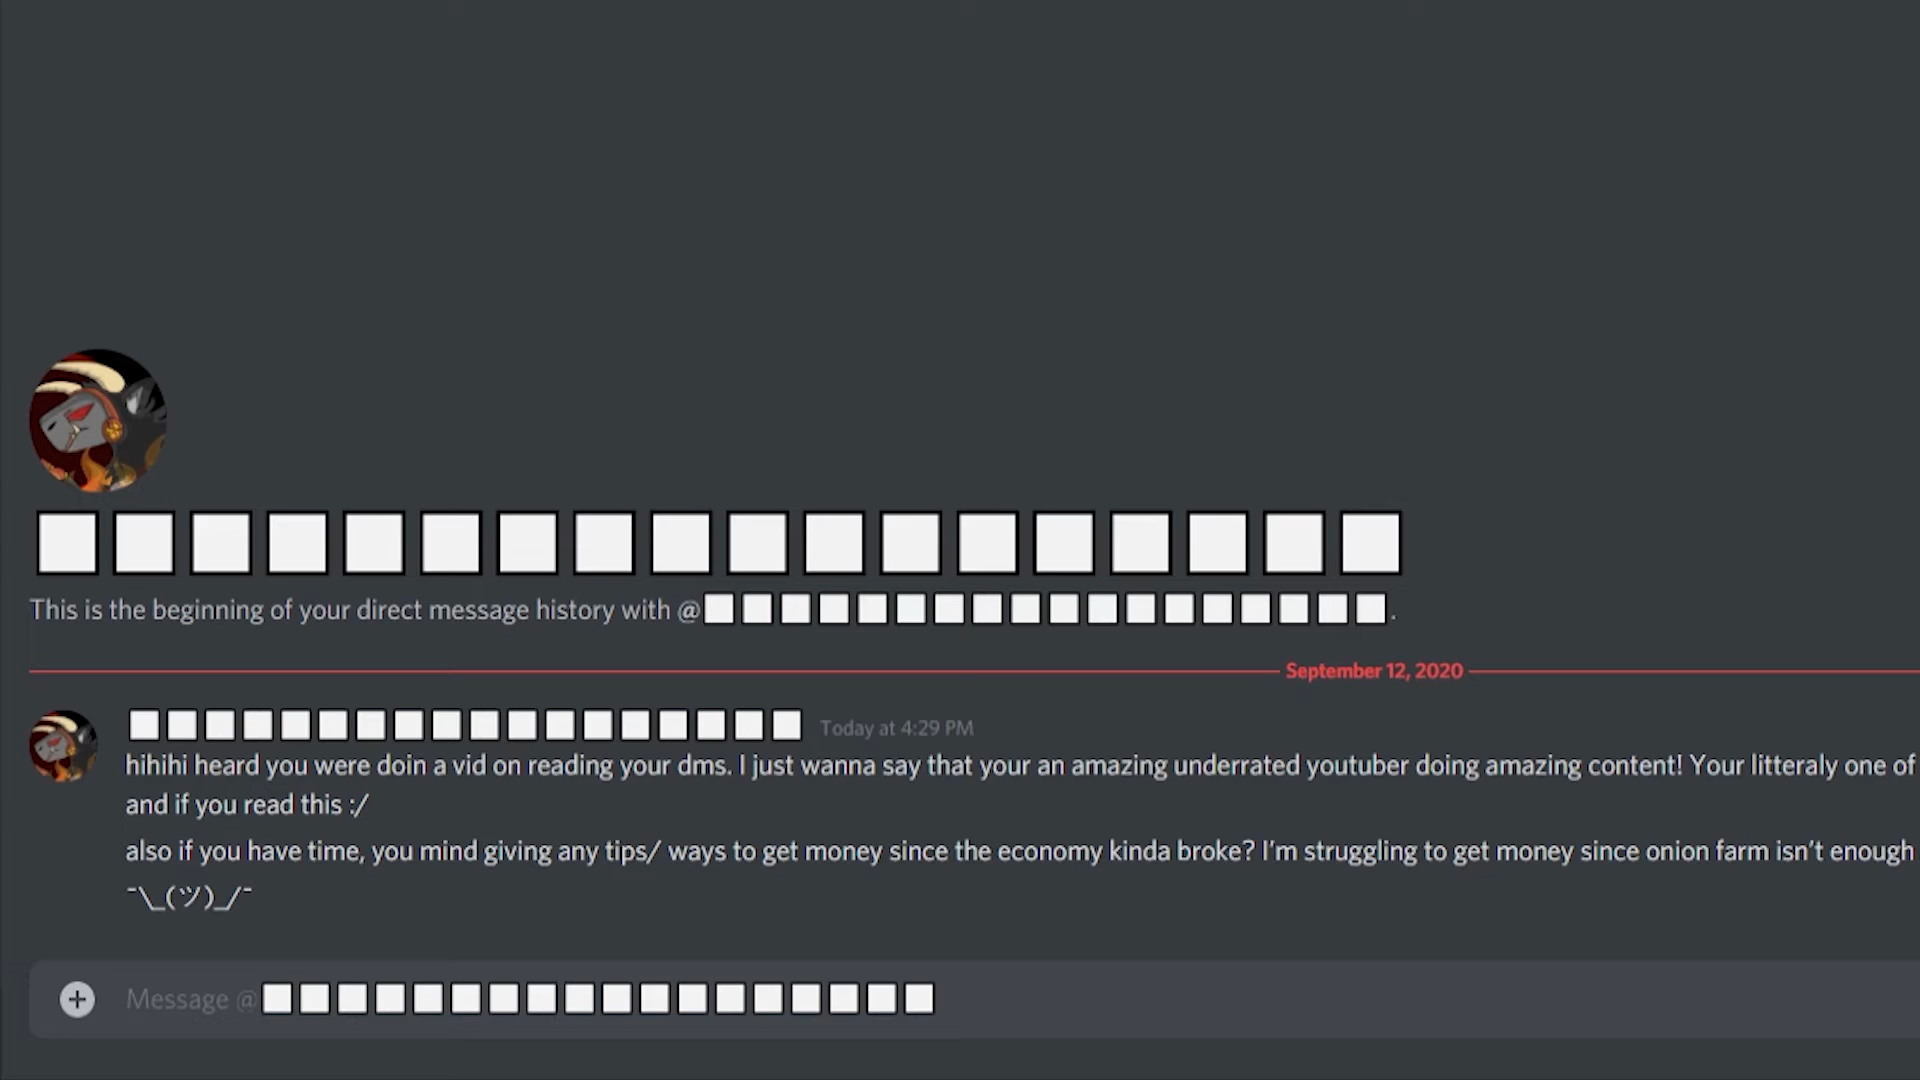 ⬜⬜⬜⬜⬜⬜⬜⬜⬜⬜⬜⬜⬜⬜⬜⬜⬜⬜
This is the beginning of your direct message history with @⬜⬜⬜⬜⬜⬜⬜⬜⬜⬜⬜⬜⬜⬜⬜⬜⬜⬜.
September 12, 2020
⬜⬜⬜⬜⬜⬜⬜⬜⬜⬜⬜⬜⬜⬜⬜⬜⬜⬜ Today at 4:29 PM
hihihi heard you were doin a vid on reading your dms. I just wanna say that your an amazing underrated youtuber doing amazing content! Your litteraly one of
and if you read this :/
also if you have time, you mind giving any tips/ ways to get money since the economy kinda broke? I'm struggling to get money since onion farm isn't enough
¯\_(ツ)_/¯
Message @⬜⬜⬜⬜⬜⬜⬜⬜⬜⬜⬜⬜⬜⬜⬜⬜⬜⬜